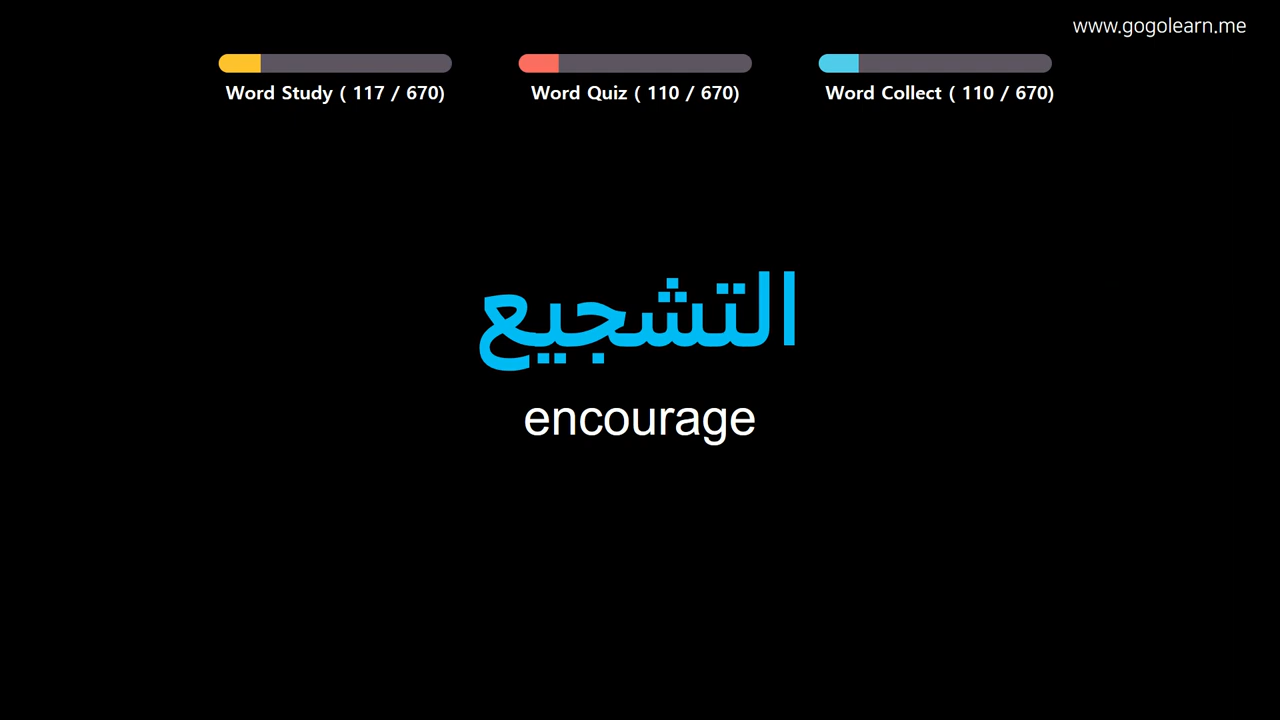 www.gogolearn.me
Word Study ( 117 / 670)
Word Quiz ( 110 / 670)
Word Collect ( 110 / 670)
التشجيع
encourage